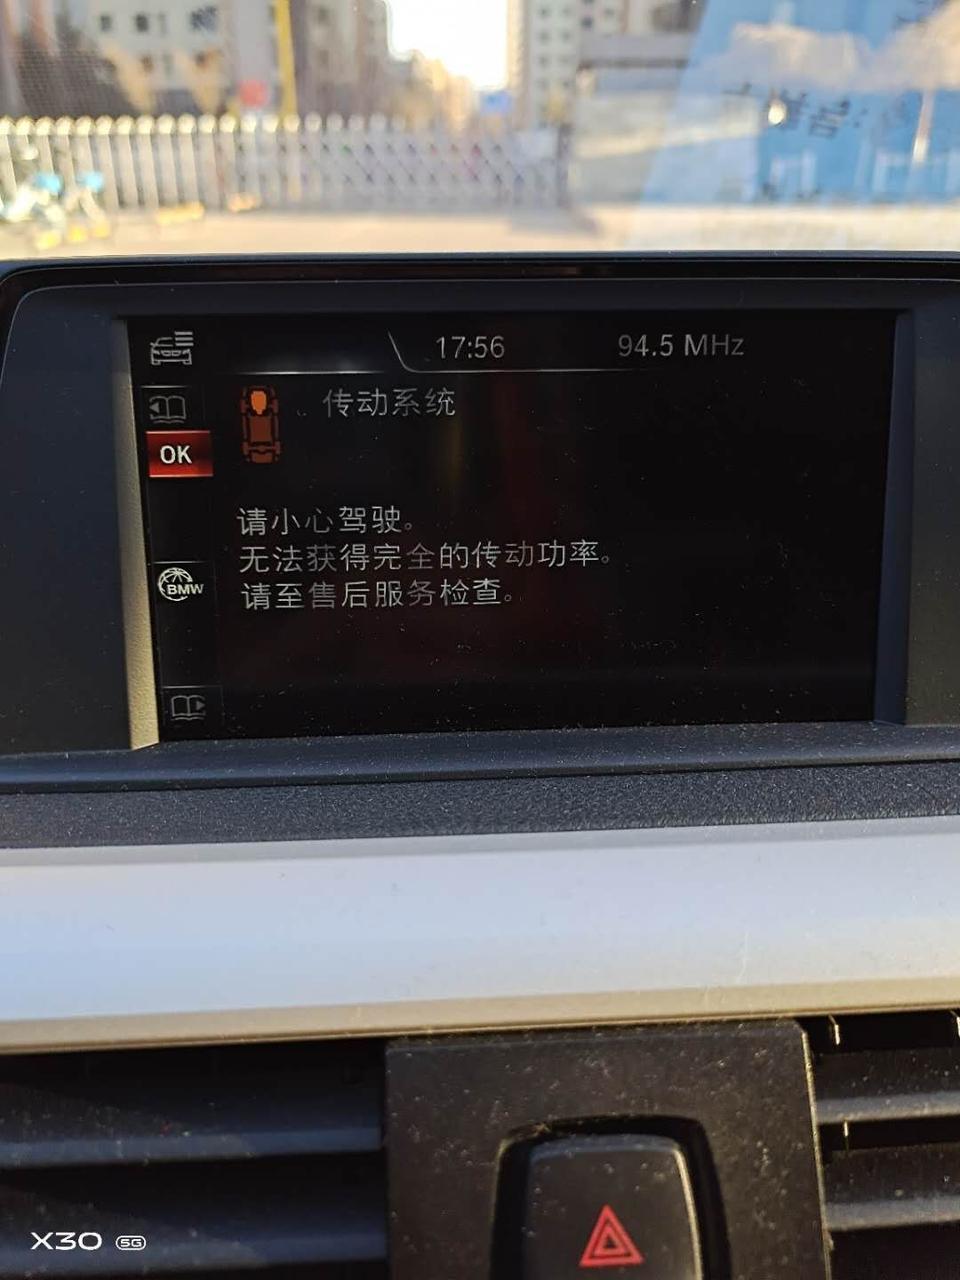 17:56 94.5 MHz
传动系统
OK
请小心驾驶。
无法获得完全的传动功率。
请至售后服务检查。
BMW
X30 5G